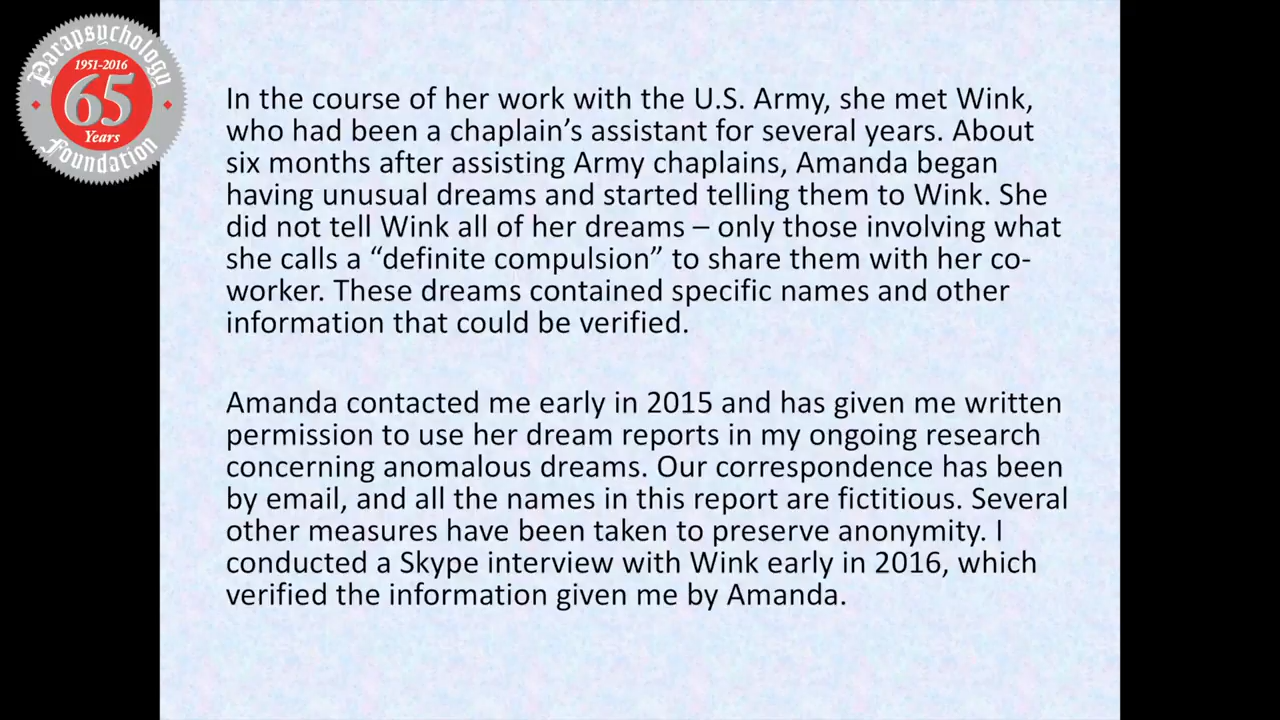 Parapsychology
1951-2016
65
Years
Foundation
In the course of her work with the U.S. Army, she met Wink,
who had been a chaplain’s assistant for several years. About
six months after assisting Army chaplains, Amanda began
having unusual dreams and started telling them to Wink. She
did not tell Wink all of her dreams – only those involving what
she calls a “definite compulsion” to share them with her co-
worker. These dreams contained specific names and other
information that could be verified.
Amanda contacted me early in 2015 and has given me written
permission to use her dream reports in my ongoing research
concerning anomalous dreams. Our correspondence has been
by email, and all the names in this report are fictitious. Several
other measures have been taken to preserve anonymity. I
conducted a Skype interview with Wink early in 2016, which
verified the information given me by Amanda.